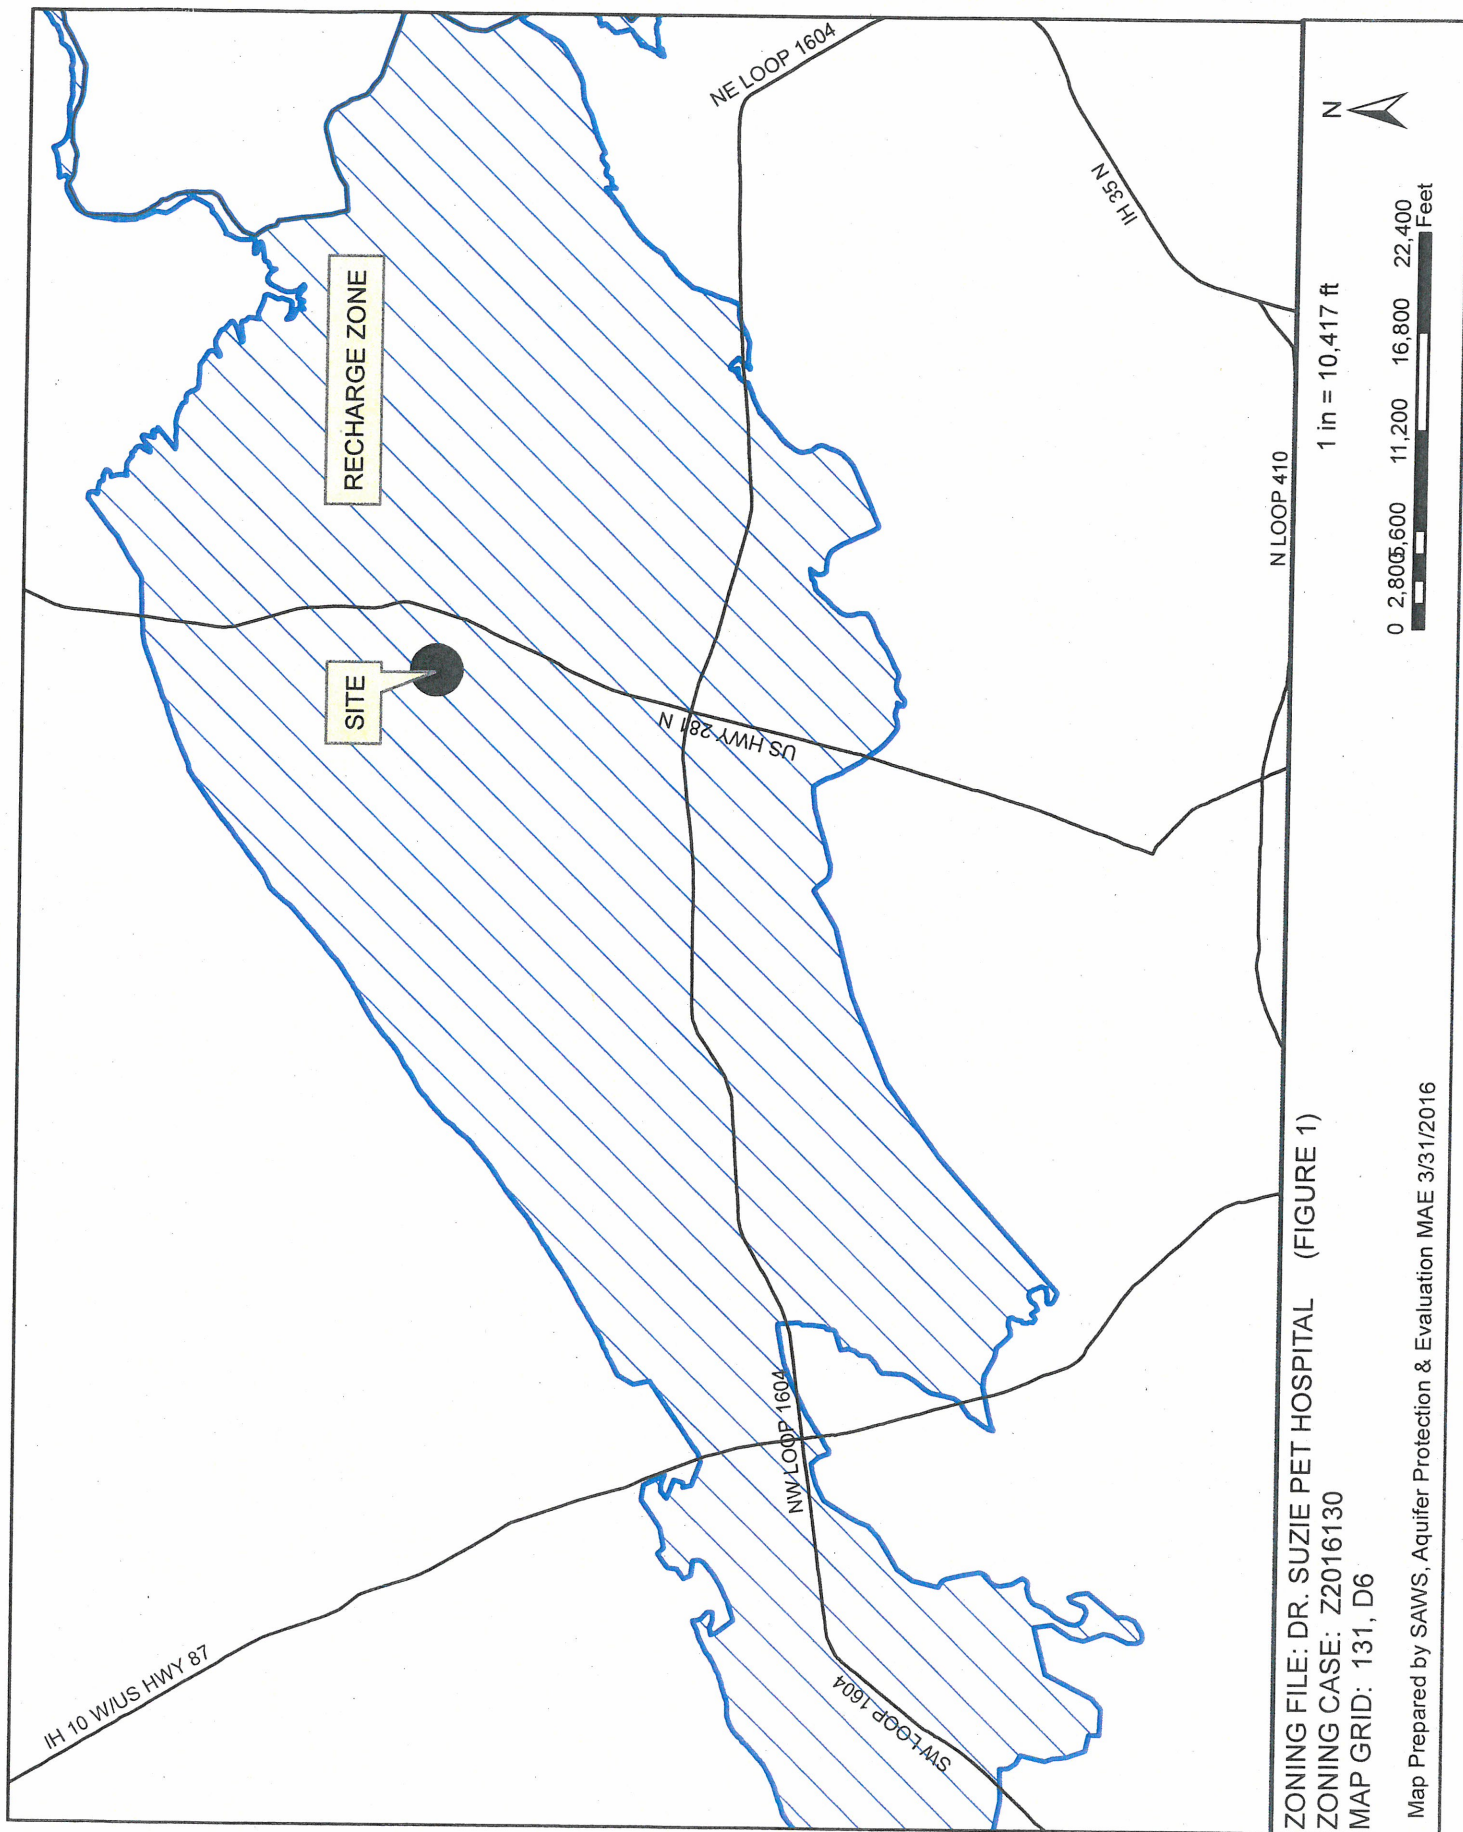 IH 10 W/US HWY 87
RECHARGE ZONE
SITE
NE LOOP 1604
US HWY 281 N
NW LOOP 1604
SW LOOP 1604
IH 35 N
N LOOP 410
ZONING FILE: DR. SUZIE PET HOSPITAL (FIGURE 1)
ZONING CASE: Z2016130
MAP GRID: 131, D6
Map Prepared by SAWS, Aquifer Protection & Evaluation MAE 3/31/2016
1 in = 10,417 ft
N
0 2,800 5,600 11,200 16,800 22,400
Feet